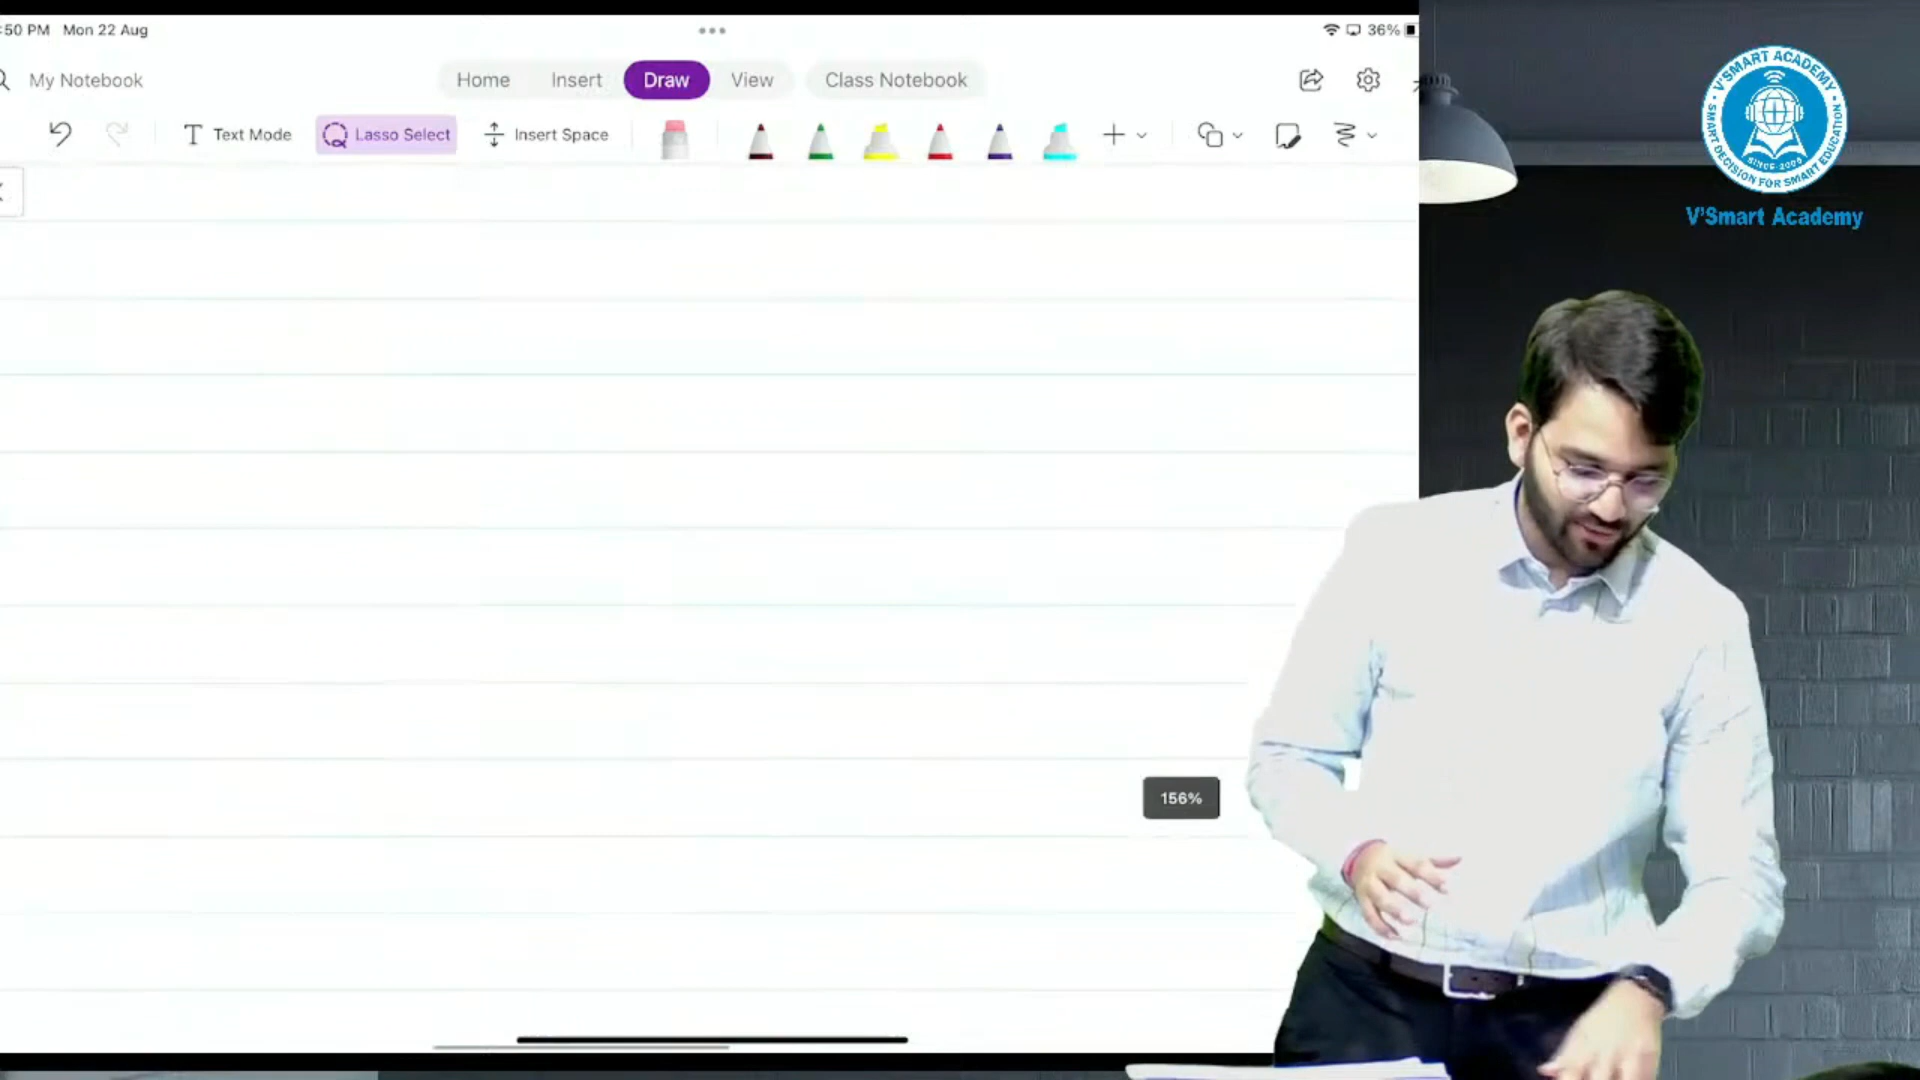 :50 PM Mon 22 Aug
36%
My Notebook
Home Insert Draw View Class Notebook
Text Mode Lasso Select Insert Space
156%
V'SMART ACADEMY
SMART DECISION FOR SMART EDUCATION
SINCE-2009
V'Smart Academy